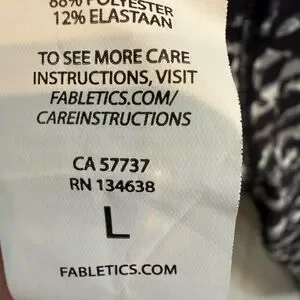 88% POLYESTER
12% ELASTAAN
TO SEE MORE CARE
INSTRUCTIONS, VISIT
FABLETICS.COM/
CAREINSTRUCTIONS
CA 57737
RN 134638
L
FABLETICS.COM